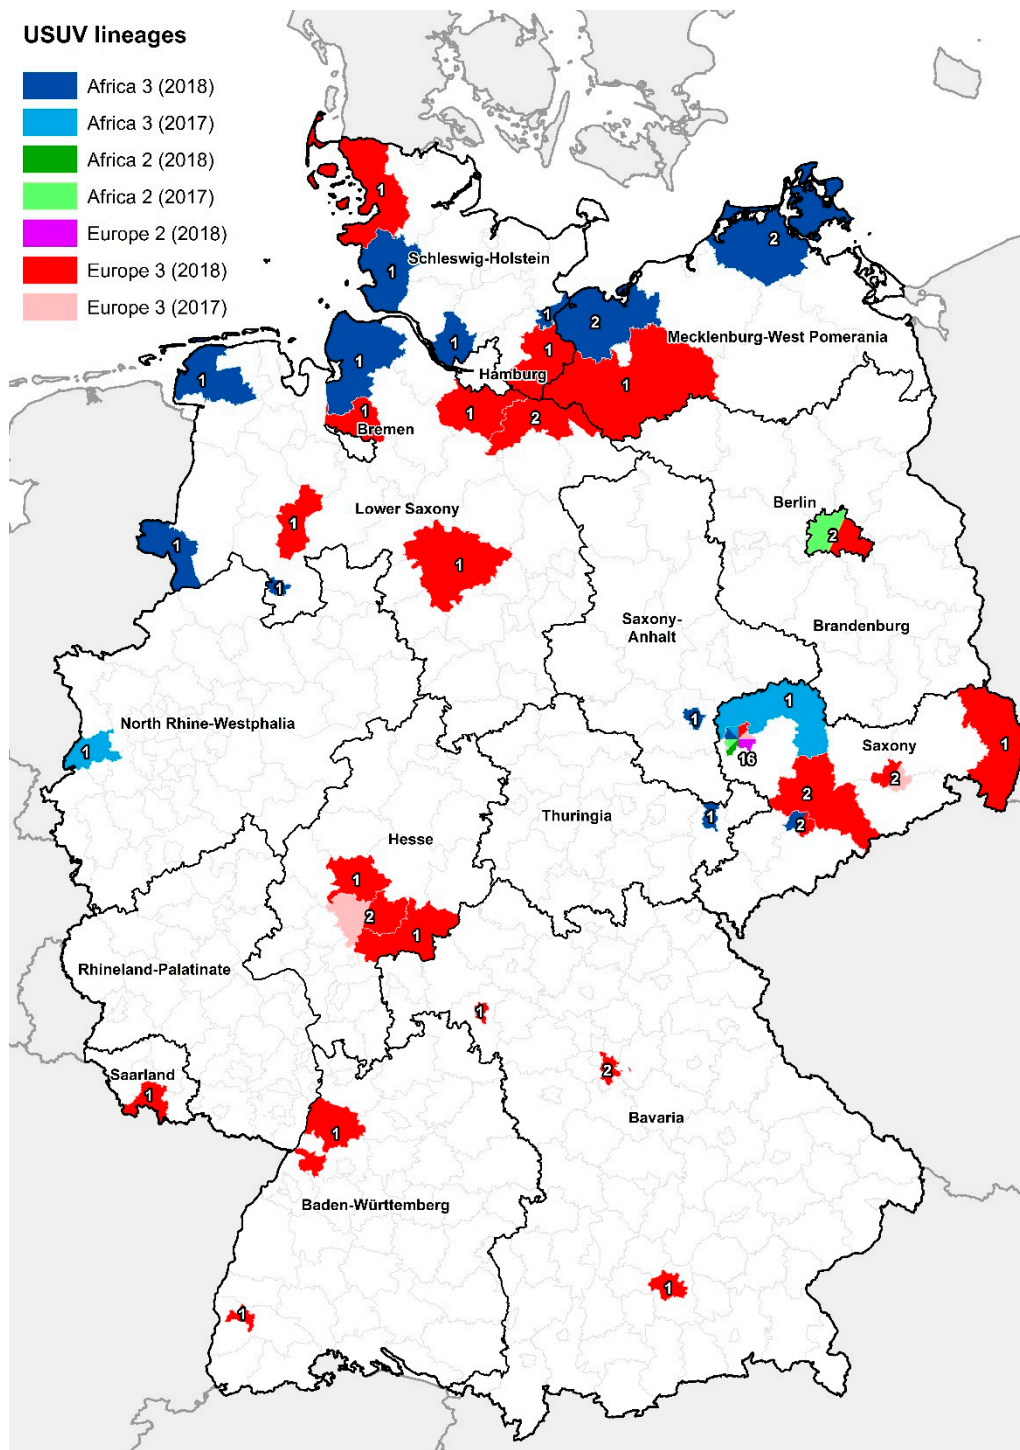 USUV lineages
Africa 3 (2018)
Africa 3 (2017)
Africa 2 (2018)
Africa 2 (2017)
Europe 2 (2018)
Europe 3 (2018)
Europe 3 (2017)
1
2
Schleswig-Holstein
1
1
2
Mecklenburg-West Pomerania
1
1
1
Hamburg
1
1
1
1
2
Bremen
Lower Saxony
Berlin
1
2
1
1
1
Saxony-
Anhalt
Brandenburg
1
North Rhine-Westphalia
1
Saxony
1
1
16
2
2
Thuringia
1
2
Hesse
1
2
1
Rhineland-Palatinate
1
Saarland
2
1
Bavaria
1
Baden-Württemberg
1
1